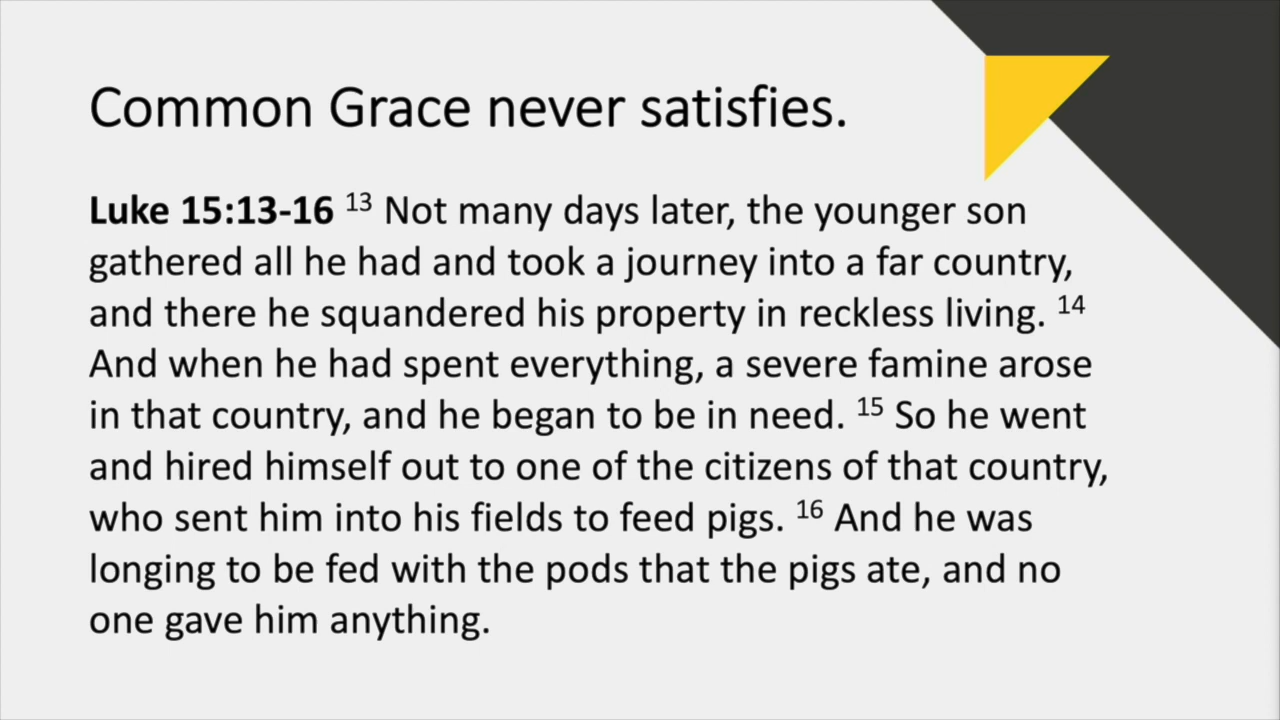 Common Grace never satisfies.
Luke 15:13-16 13 Not many days later, the younger son
gathered all he had and took a journey into a far country,
and there he squandered his property in reckless living. 14
And when he had spent everything, a severe famine arose
in that country, and he began to be in need. 15 So he went
and hired himself out to one of the citizens of that country,
who sent him into his fields to feed pigs. 16 And he was
longing to be fed with the pods that the pigs ate, and no
one gave him anything.